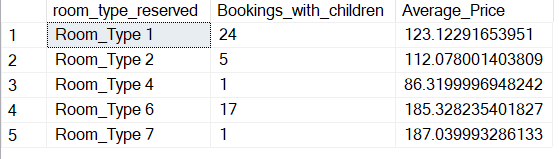 room_type_reserved Bookings_with_children Average_Price
1 Room_Type 1 24 123.12291653951
2 Room_Type 2 5 112.078001403809
3 Room_Type 4 1 86.3199996948242
4 Room_Type 6 17 185.328235401827
5 Room_Type 7 1 187.039993286133